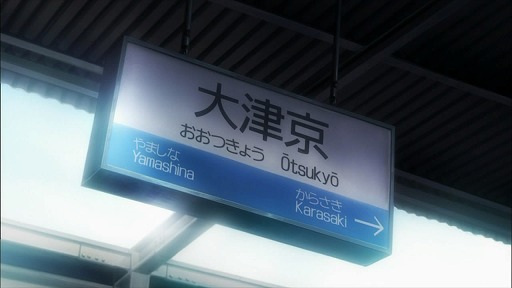 大津京
おおつきよう Ōtsukyō
やましな
Yamashina
からさき
Karasaki →